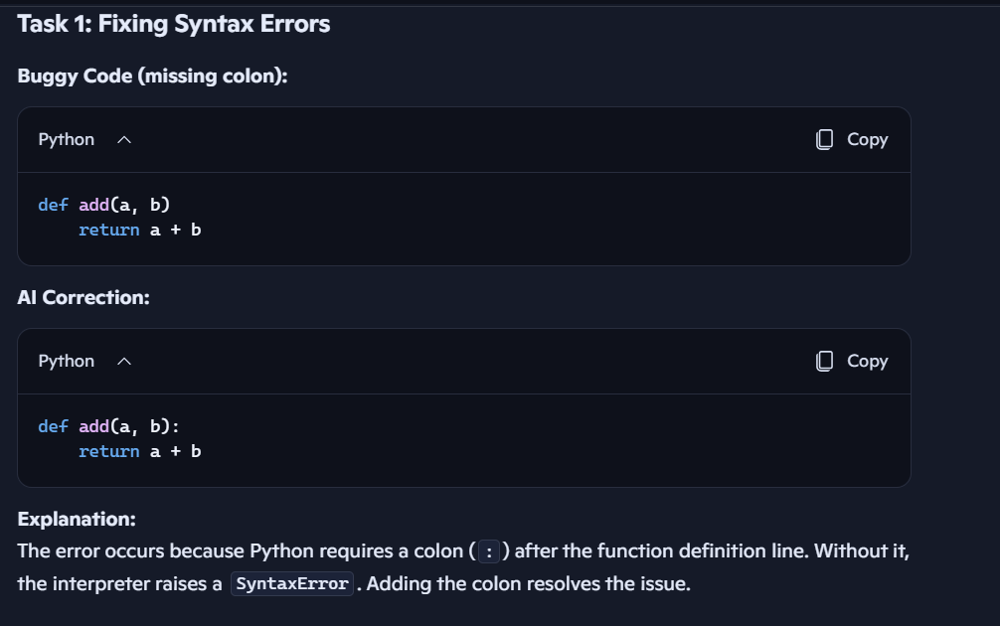 Task 1: Fixing Syntax Errors
Buggy Code (missing colon):
Python
Copy
def add(a, b)
    return a + b
AI Correction:
Python
Copy
def add(a, b):
    return a + b
Explanation:
The error occurs because Python requires a colon ( : ) after the function definition line. Without it,
the interpreter raises a SyntaxError . Adding the colon resolves the issue.